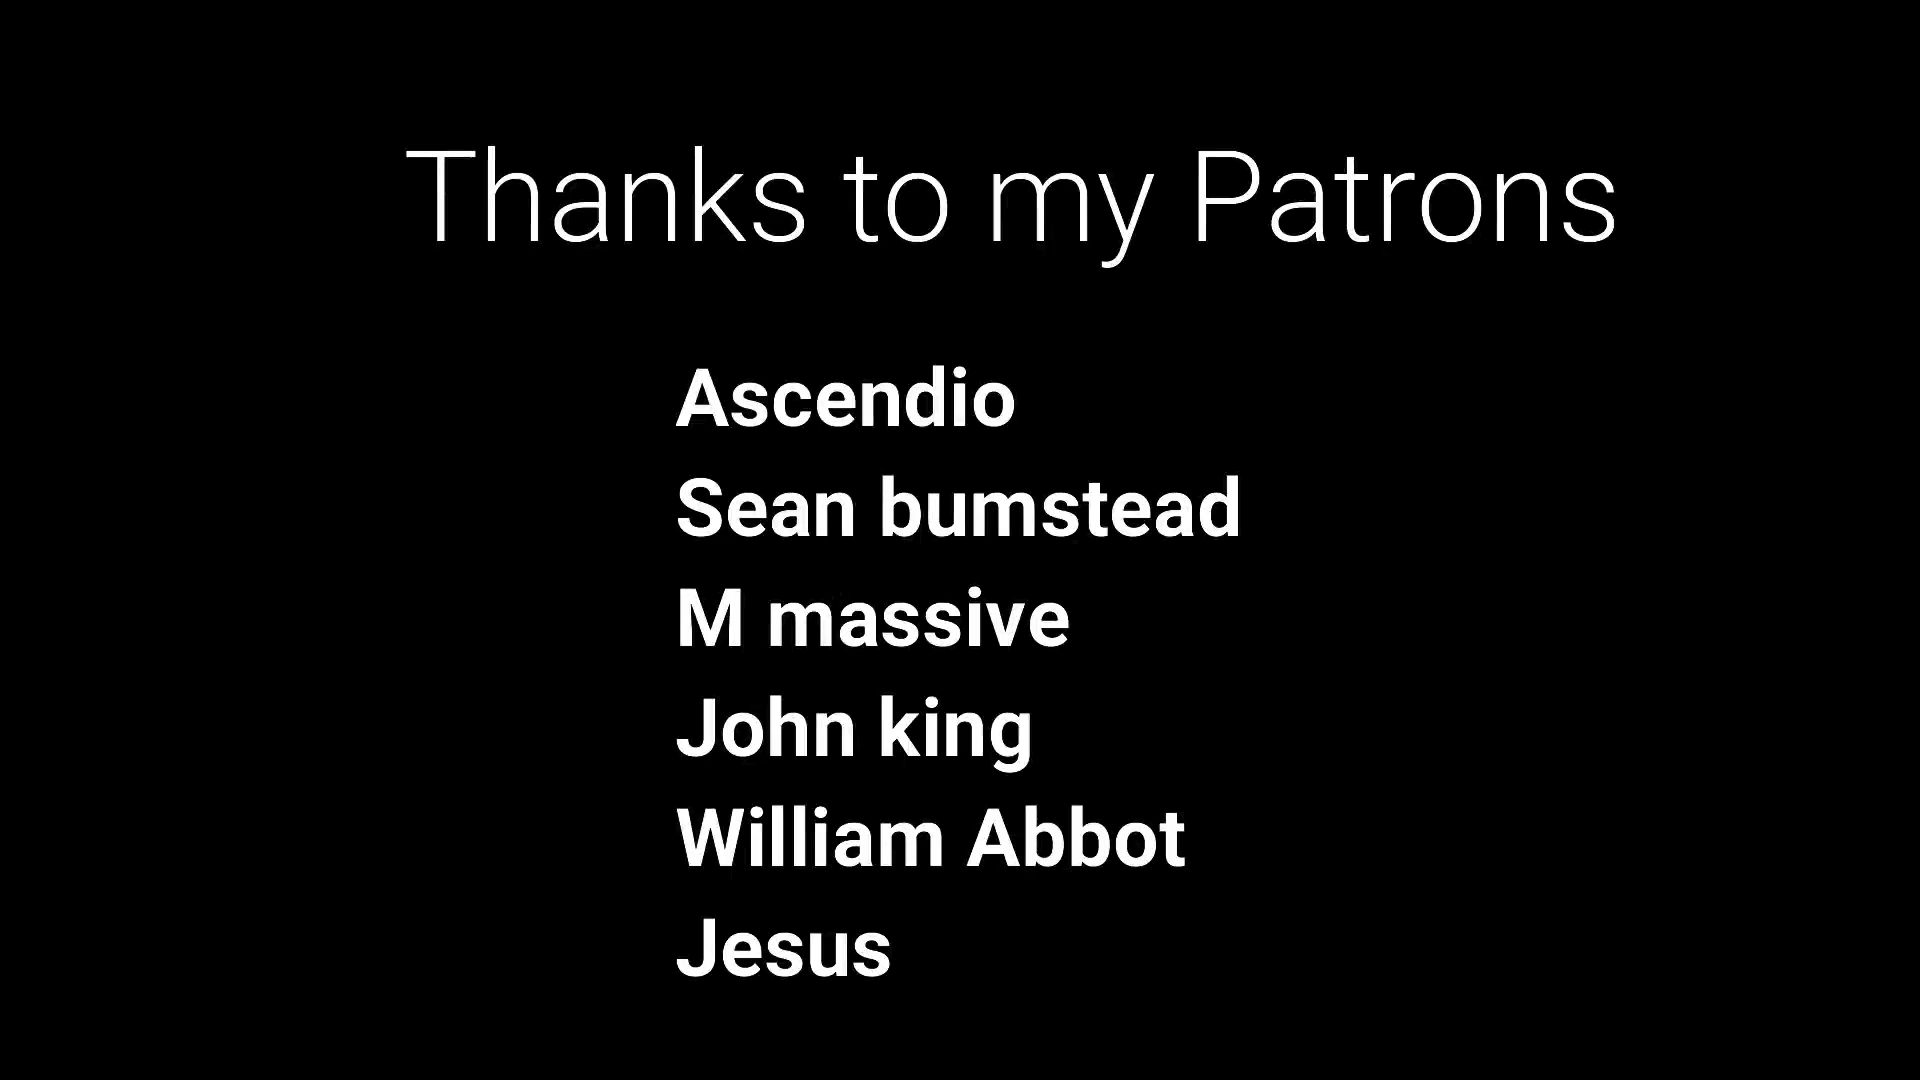 Thanks to my Patrons
Ascendio
Sean bumstead
M massive
John king
William Abbot
Jesus